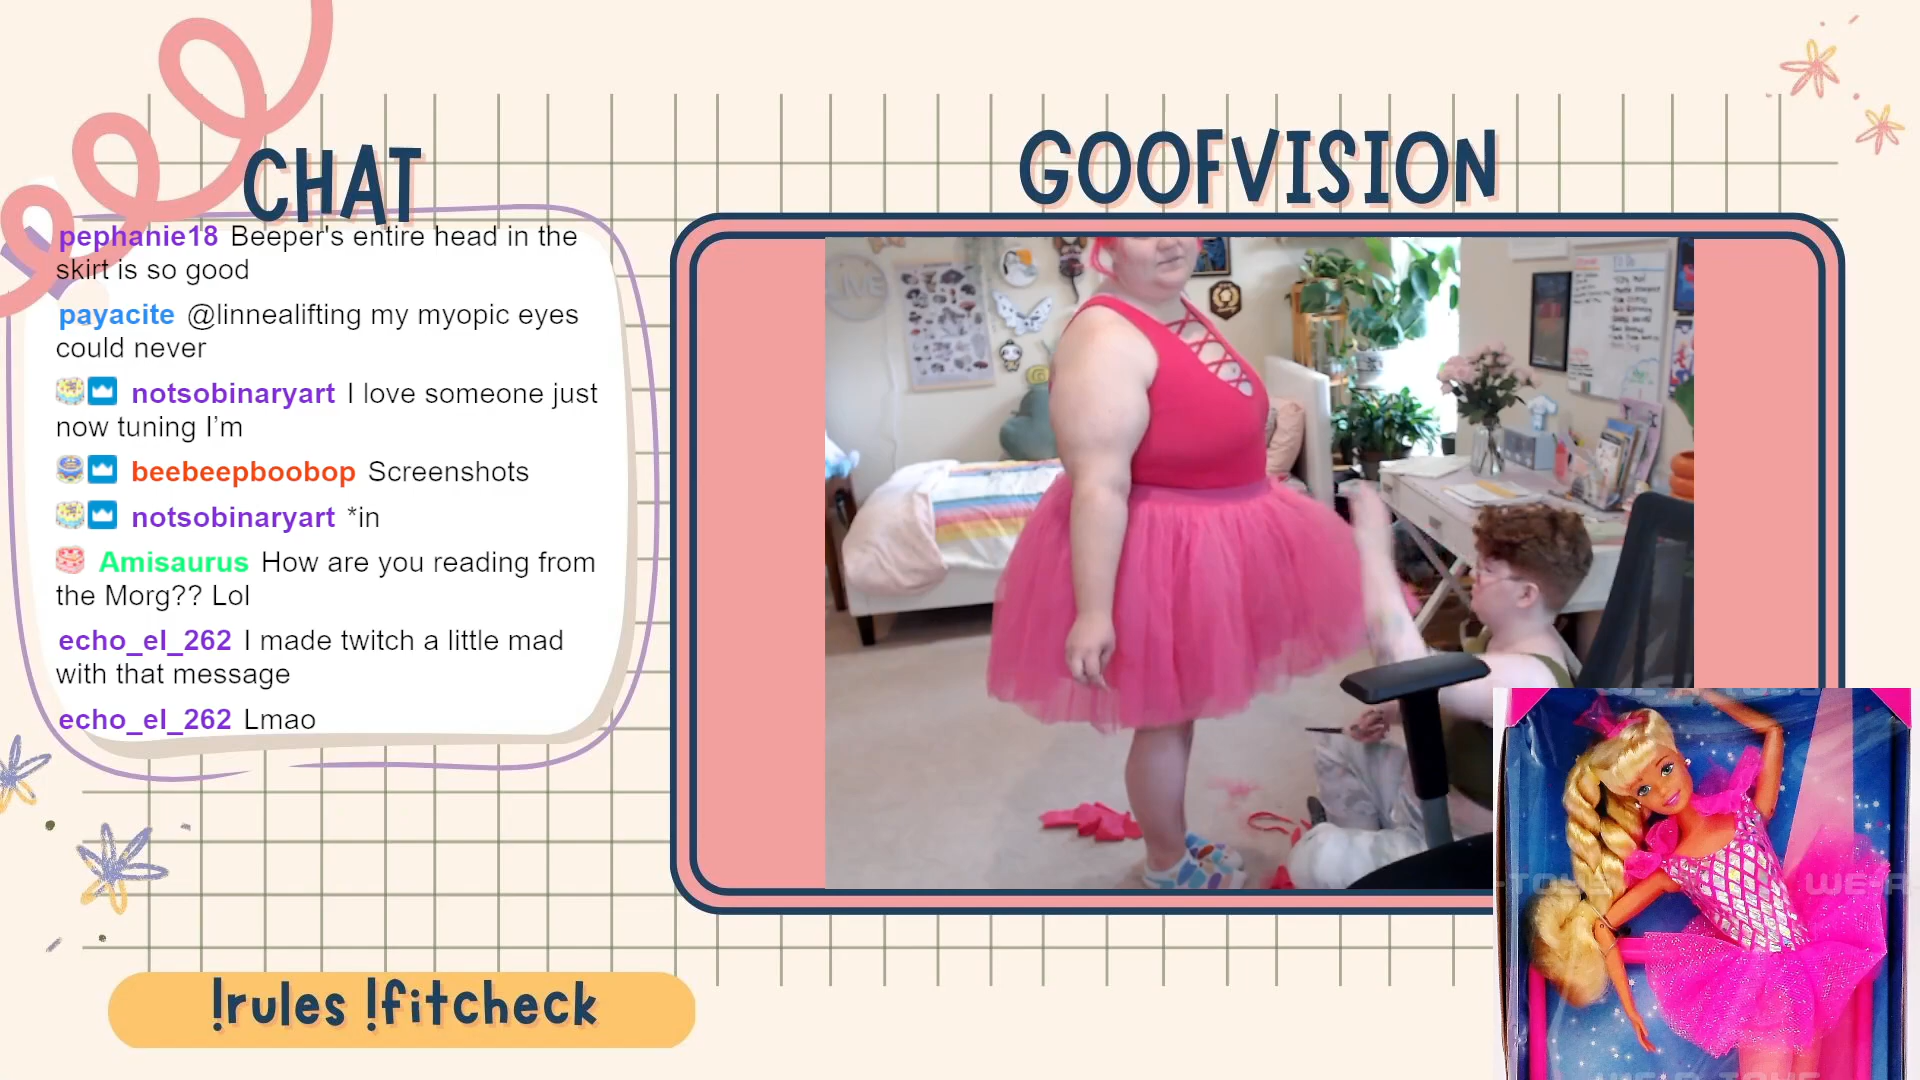 CHAT
GOOFVISION
pephanie18 Beeper's entire head in the
skirt is so good
payacite @linnealifting my myopic eyes
could never
notsobinaryart I love someone just
now tuning I’m
beebeepboobop Screenshots
notsobinaryart *in
Amisaurus How are you reading from
the Morg?? Lol
echo_el_262 I made twitch a little mad
with that message
echo_el_262 Lmao
LIVE
!rules !fitcheck